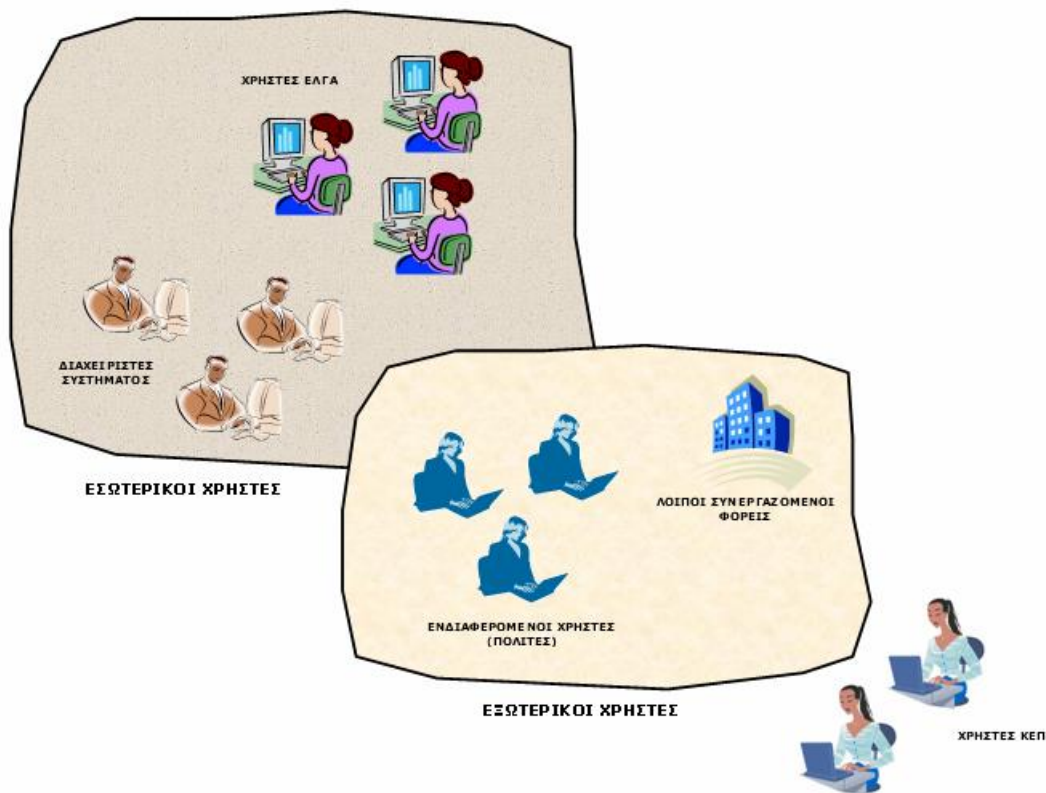 ΧΡΗΣΤΕΣ ΕΛΓΑ
ΔΙΑΧΕΙΡΙΣΤΕΣ
ΣΥΣΤΗΜΑΤΟΣ
ΕΣΩΤΕΡΙΚΟΙ ΧΡΗΣΤΕΣ
ΛΟΙΠΟΙ ΣΥΝΕΡΓΑΖΟΜΕΝΟΙ
ΦΟΡΕΙΣ
ΕΝΔΙΑΦΕΡΟΜΕΝΟΙ ΧΡΗΣΤΕΣ
(ΠΟΛΙΤΕΣ)
ΕΞΩΤΕΡΙΚΟΙ ΧΡΗΣΤΕΣ
ΧΡΗΣΤΕΣ ΚΕΠ